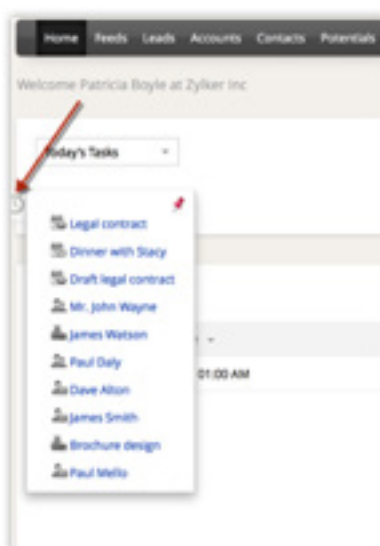 Home Feeds Leads Accounts Contacts Potentials
Welcome Patricia Boyle at Zylker Inc
Today's Tasks
Legal contract
Dinner with Stacy
Draft legal contract
Mr. John Wayne
James Watson
Paul Daly
01:00 AM
Dave Alton
James Smith
Brochure design
Paul Mello